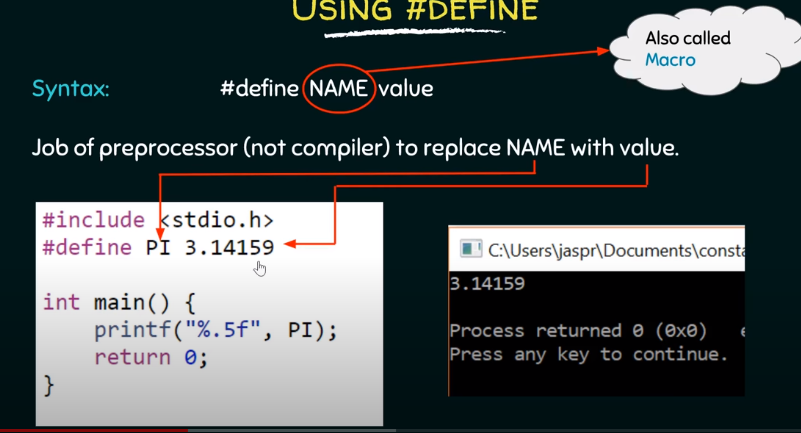 USING #DEFINE
Also called
Macro
Syntax: #define NAME value
Job of preprocessor (not compiler) to replace NAME with value.
#include <stdio.h>
#define PI 3.14159
int main() {
printf("%.5f", PI);
return 0;
}
C:\Users\jaspr\Documents\consta
3.14159
Process returned 0 (0x0) e
Press any key to continue.